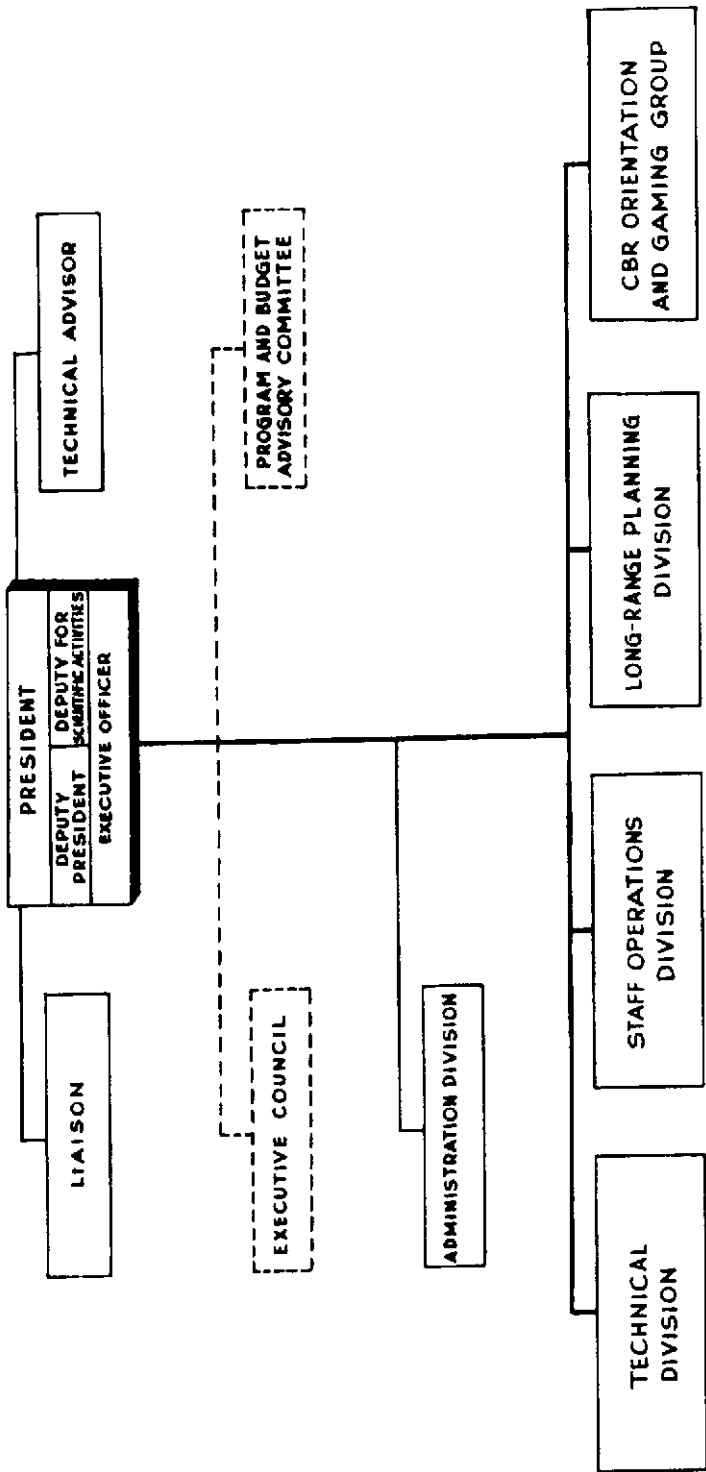 PRESIDENT
DEPUTY
PRESIDENT
DEPUTY FOR
SCIENTIFIC ACTIVITIES
EXECUTIVE OFFICER
LIAISON
TECHNICAL ADVISOR
EXECUTIVE COUNCIL
PROGRAM AND BUDGET
ADVISORY COMMITTEE
ADMINISTRATION DIVISION
TECHNICAL
DIVISION
STAFF OPERATIONS
DIVISION
LONG-RANGE PLANNING
DIVISION
CBR ORIENTATION
AND GAMING GROUP